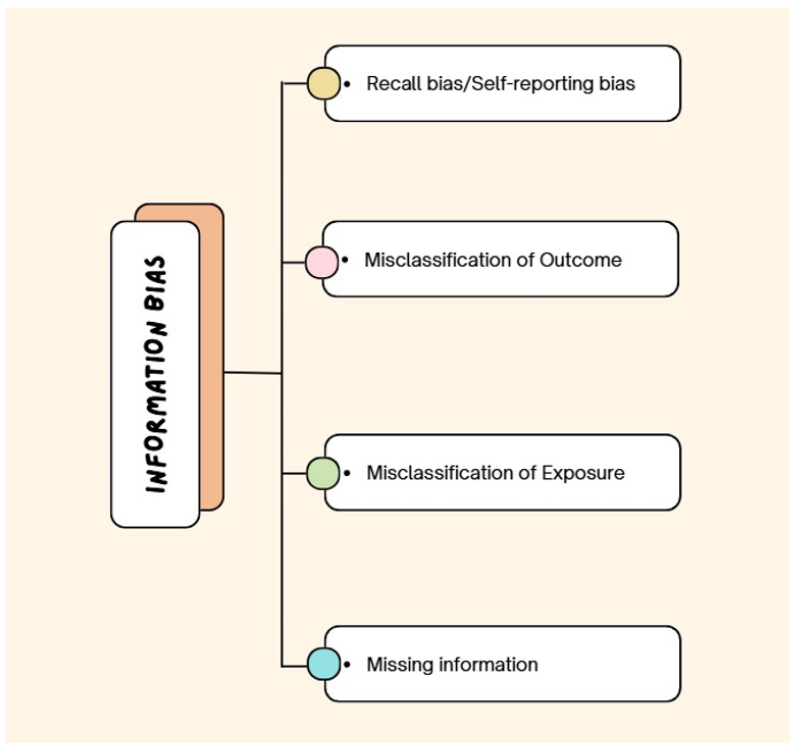 INFORMATION BIAS
• Recall bias/Self-reporting bias
• Misclassification of Outcome
• Misclassification of Exposure
• Missing information